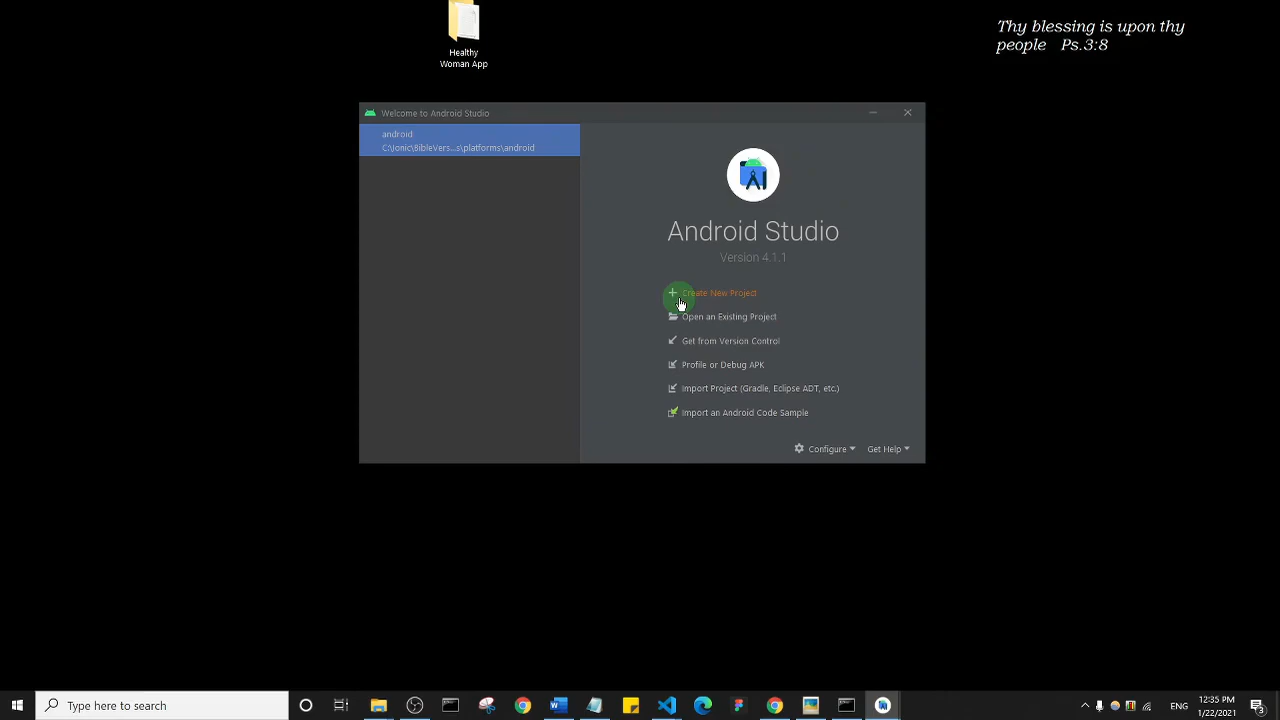 Healthy
Woman App
Thy blessing is upon thy
people   Ps.3:8
Welcome to Android Studio
android
C:\Ionic\BibleVers...s\platforms\android
Android Studio
Version 4.1.1
Create New Project
Open an Existing Project
Get from Version Control
Profile or Debug APK
Import Project (Gradle, Eclipse ADT, etc.)
Import an Android Code Sample
Configure
Get Help
Type here to search
ENG
12:35 PM
1/22/2021
2